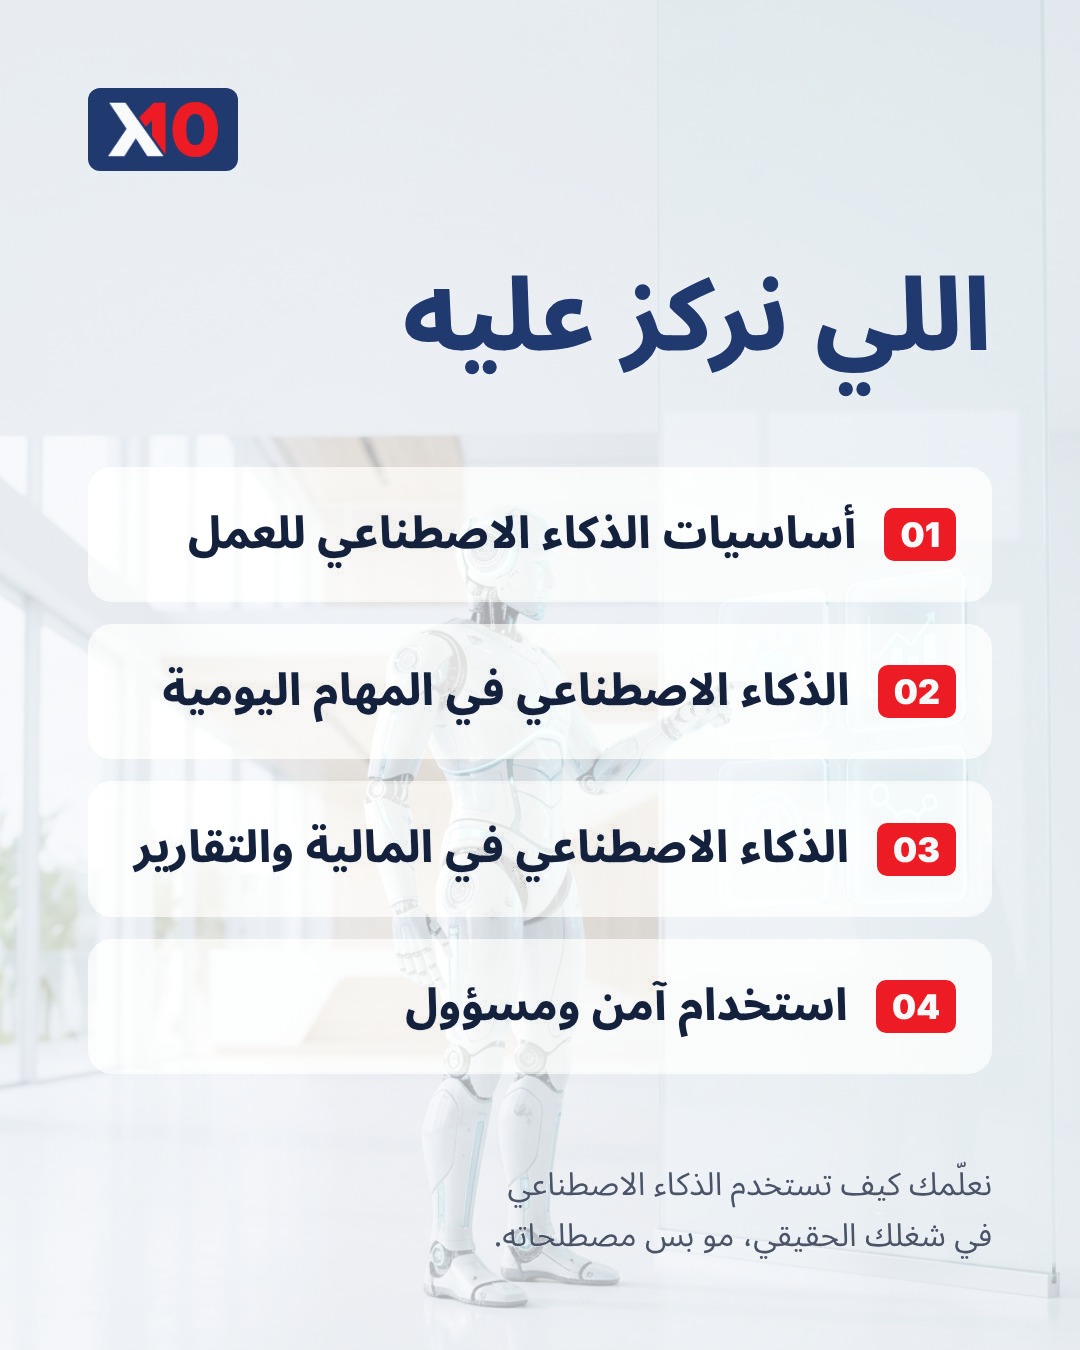 X10
اللي نركز عليه
01 أساسيات الذكاء الاصطناعي للعمل
02 الذكاء الاصطناعي في المهام اليومية
03 الذكاء الاصطناعي في المالية والتقارير
04 استخدام آمن ومسؤول
نعلّمك كيف تستخدم الذكاء الاصطناعي
في شغلك الحقيقي، مو بس مصطلحاته.